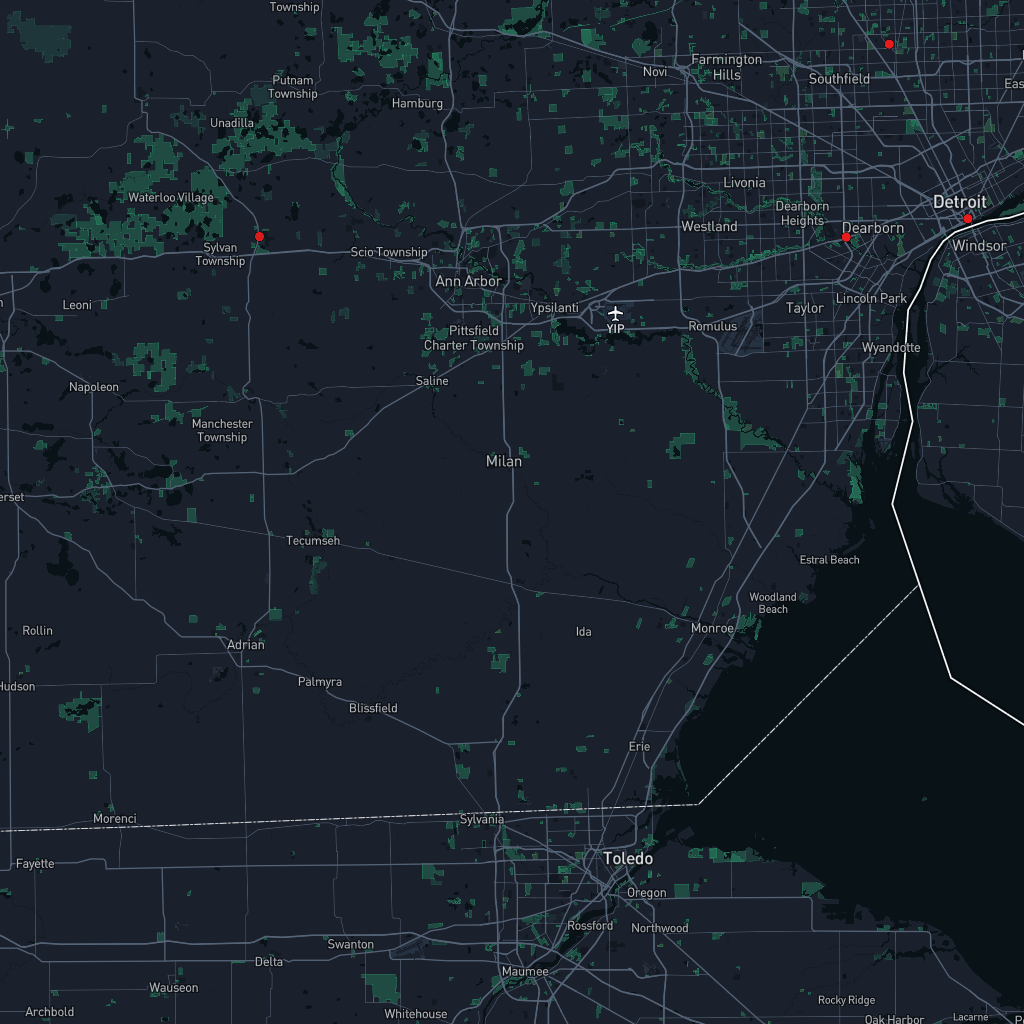 Township
Farmington
Hills
Novi
Southfield
Putnam
Township
Hamburg
Unadilla
Livonia
Waterloo Village
Detroit
Dearborn
Heights
Westland
Dearborn
Windsor
Sylvan
Township
Scio Township
Ann Arbor
Leoni
Ypsilanti
Lincoln Park
Taylor
YIP
Romulus
Pittsfield
Charter Township
Wyandotte
Saline
Napoleon
Manchester
Township
Milan
Tecumseh
Estral Beach
Woodland
Beach
Rollin
Ida
Monroe
Adrian
Palmyra
Hudson
Blissfield
Erie
Morenci
Sylvania
Toledo
Fayette
Oregon
Rossford
Northwood
Swanton
Delta
Maumee
Wauseon
Rocky Ridge
Archbold
Whitehouse
Oak Harbor
Lacarne